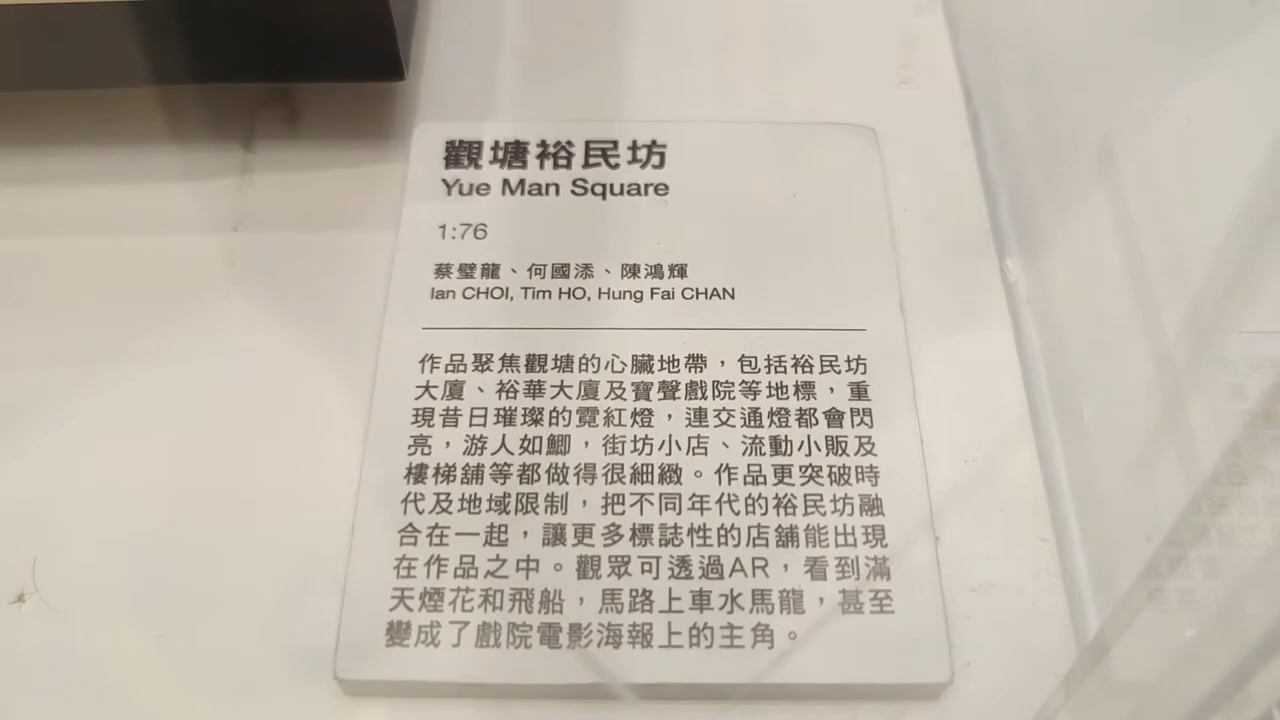 觀塘裕民坊
Yue Man Square
1:76
蔡璧龍、何國添、陳鴻輝
Ian CHOI, Tim HO, Hung Fai CHAN
作品聚焦觀塘的心臟地帶，包括裕民坊
大廈、裕華大廈及寶聲戲院等地標，重
現昔日璀璨的霓紅燈，連交通燈都會閃
亮，游人如鯽，街坊小店、流動小販及
樓梯舖等都做得很細緻。作品更突破時
代及地域限制，把不同年代的裕民坊融
合在一起，讓更多標誌性的店舖能出現
在作品之中。觀眾可透過AR，看到滿
天煙花和飛船，馬路上車水馬龍，甚至
變成了戲院電影海報上的主角。